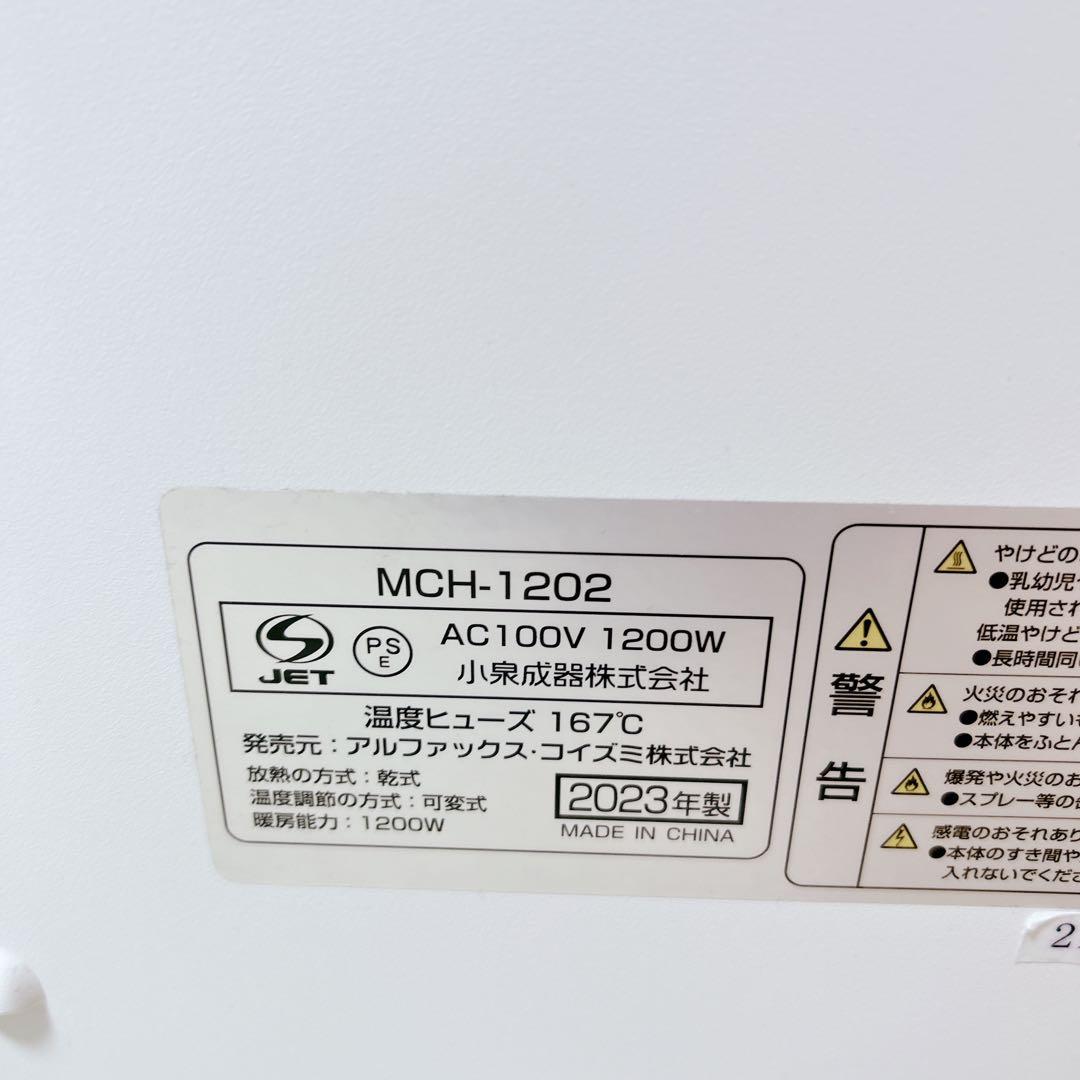 MCH-1202
JET
PS
E
AC100V 1200W
小泉成器株式会社
温度ヒューズ 167℃
発売元：アルファックス・コイズミ株式会社
放熱の方式：乾式
温度調節の方式：可変式
暖房能力：1200W
2023年製
MADE IN CHINA
警告
やけどの
●乳幼児
使用され
低温やけど
●長時間同
火災のおそれ
●燃えやすい
●本体をふとん
爆発や火災のお
●スプレー等の
感電のおそれあり
●本体のすき間や
入れないでくださ
2